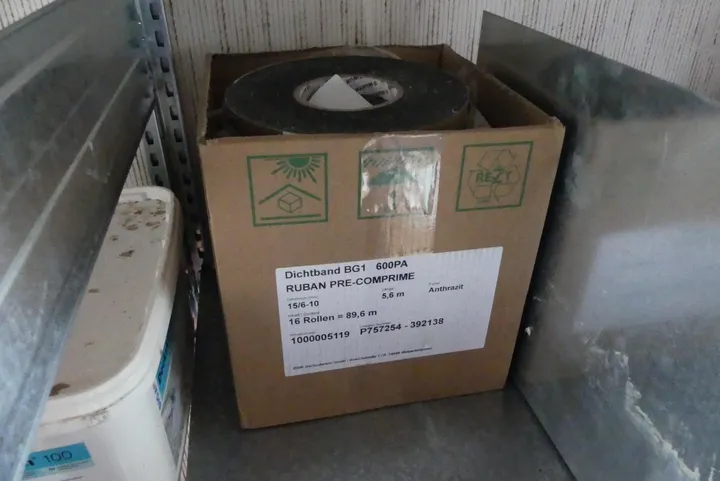 REZY
Dichtband BG1 600PA
RUBAN PRE-COMPRIME
15/6-10 5,6 m Anthrazit
16 Rollen = 89,6 m
1000005119 P757254 - 392138
100